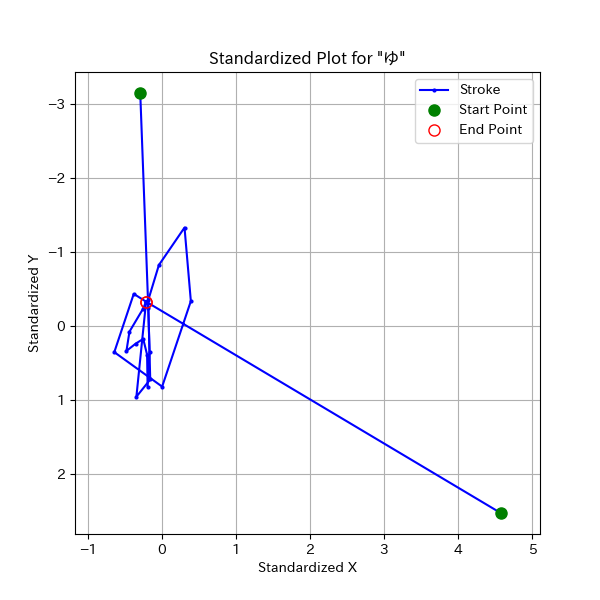 Standardized Plot for "ゆ"
Stroke
Start Point
End Point
−3
−2
−1
0
1
2
Standardized Y
−1 0 1 2 3 4 5
Standardized X